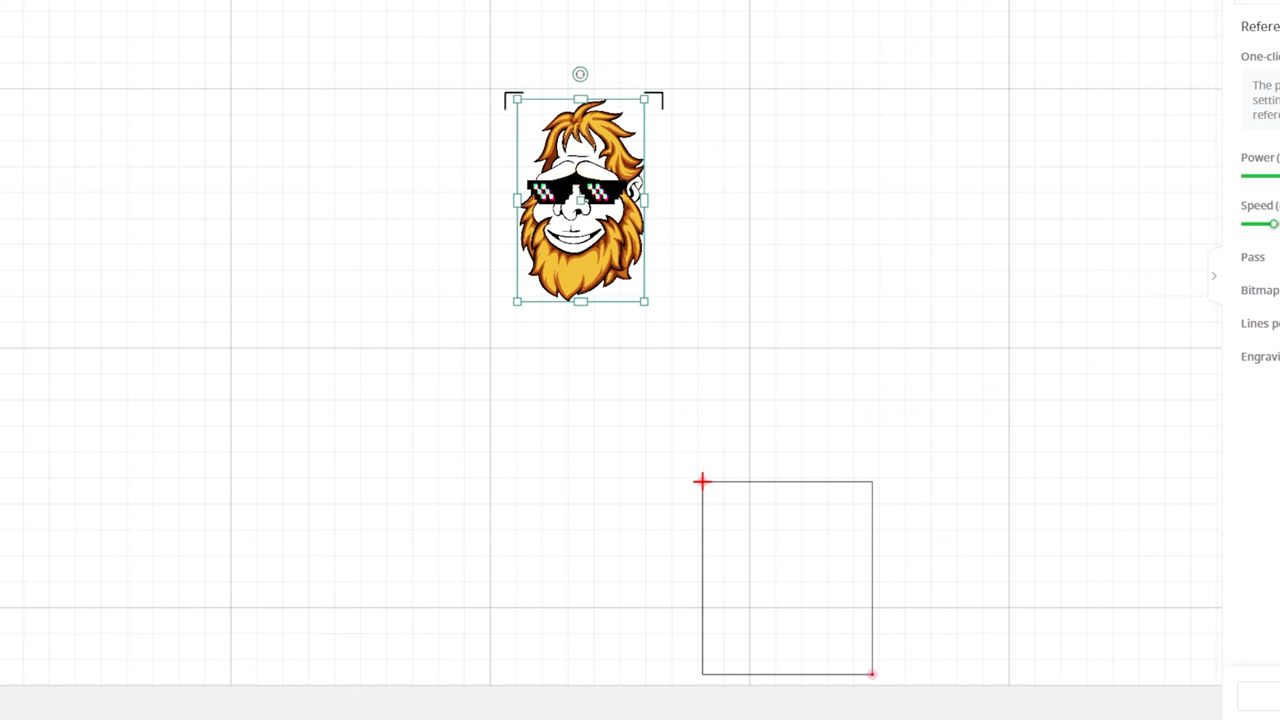 Refere
One-cli
The p
settin
refere
Power (
Speed (
Pass
Bitmap
Lines p
Engravi